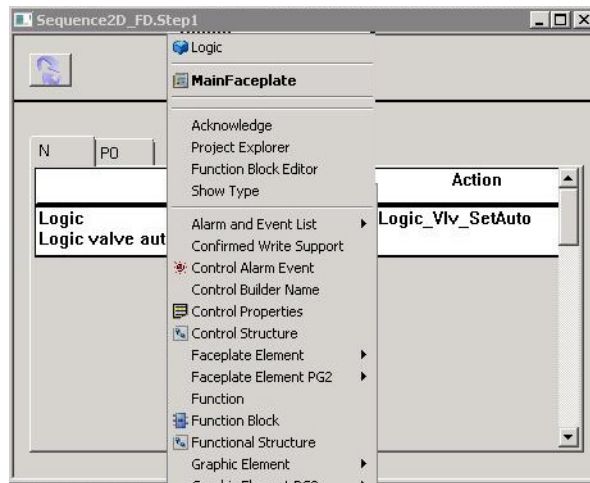 Sequence2D_FD.Step1
Logic
MainFaceplate
Acknowledge
Project Explorer
Function Block Editor
Show Type
N
P0
Action
Logic
Logic valve aut
Logic_Vlv_SetAuto
Alarm and Event List
Confirmed Write Support
Control Alarm Event
Control Builder Name
Control Properties
Control Structure
Faceplate Element
Faceplate Element PG2
Function
Function Block
Functional Structure
Graphic Element